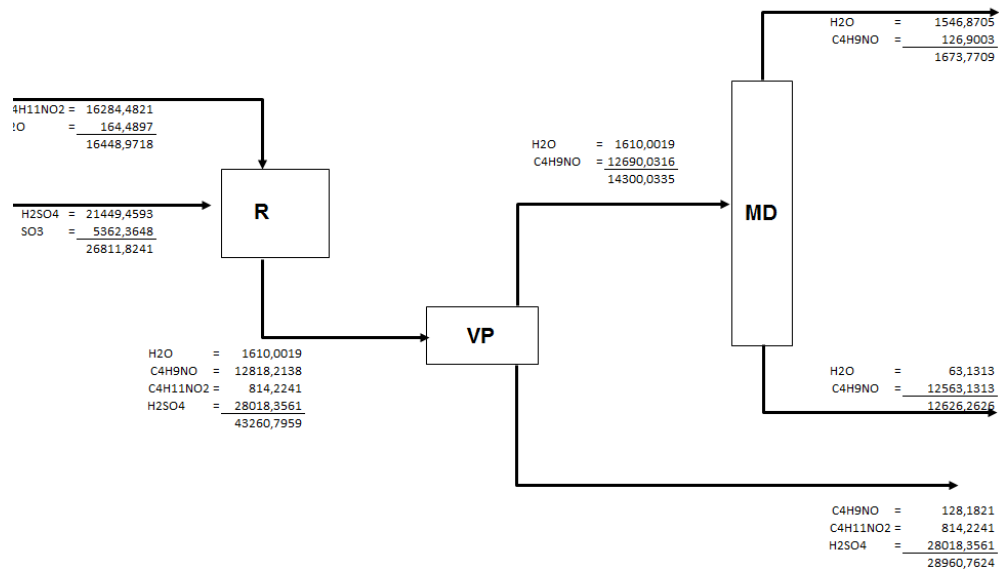 H2O = 1546,8705
C4H9NO = 126,9003
1673,7709
4H11NO2 = 16284,4821
2O = 164,4897
16448,9718
H2O = 1610,0019
C4H9NO = 12690,0316
14300,0335
R
MD
H2SO4 = 21449,4593
SO3 = 5362,3648
26811,8241
VP
H2O = 1610,0019
C4H9NO = 12818,2138
C4H11NO2 = 814,2241
H2SO4 = 28018,3561
43260,7959
H2O = 63,1313
C4H9NO = 12563,1313
12626,2626
C4H9NO = 128,1821
C4H11NO2 = 814,2241
H2SO4 = 28018,3561
28960,7624